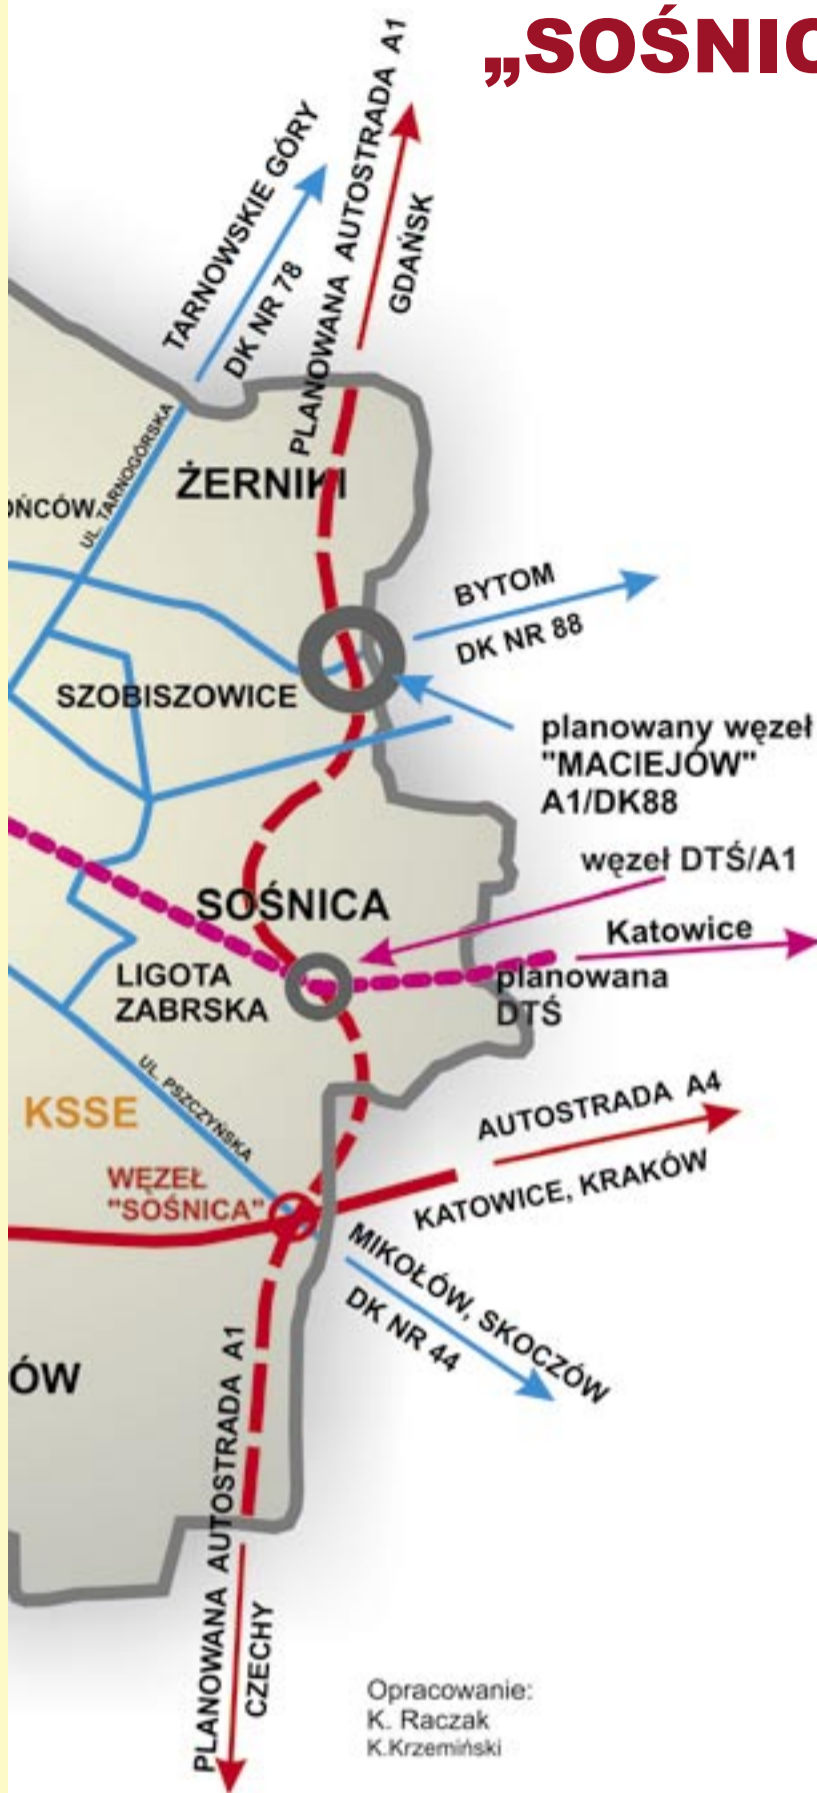 „SOŚNIC
PLANOWANA AUTOSTRADA A1
GDAŃSK
TARNOWSKIE GÓRY
DK NR 78
UL. TARNOGÓRSKA
ŻERNIKI
OŃCÓW
BYTOM
DK NR 88
SZOBISZOWICE
planowany węzeł
"MACIEJÓW"
A1/DK88
węzeł DTŚ/A1
SOŚNICA
Katowice
planowana
DTŚ
LIGOTA
ZABRSKA
UL. PSZCZYŃSKA
KSSE
AUTOSTRADA A4
KATOWICE, KRAKÓW
WĘZEŁ
"SOŚNICA"
MIKOŁÓW, SKOCZÓW
DK NR 44
ÓW
PLANOWANA AUTOSTRADA A1
CZECHY
Opracowanie:
K. Raczak
K.Krzemiński